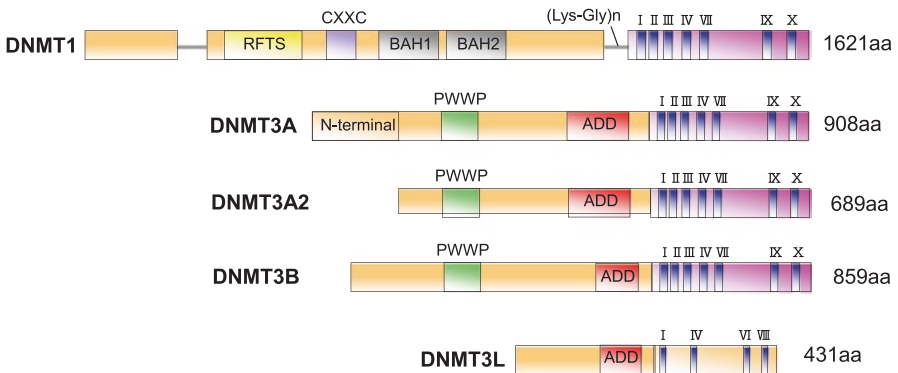 CXXC (Lys-Gly)n I II III IV VII IX X
DNMT1 RFTS BAH1 BAH2 1621aa
PWWP I II III IV VII IX X
DNMT3A N-terminal ADD 908aa
PWWP I II III IV VII IX X
DNMT3A2 ADD 689aa
PWWP I II III IV VII IX X
DNMT3B ADD 859aa
I IV VI VIII
DNMT3L ADD 431aa